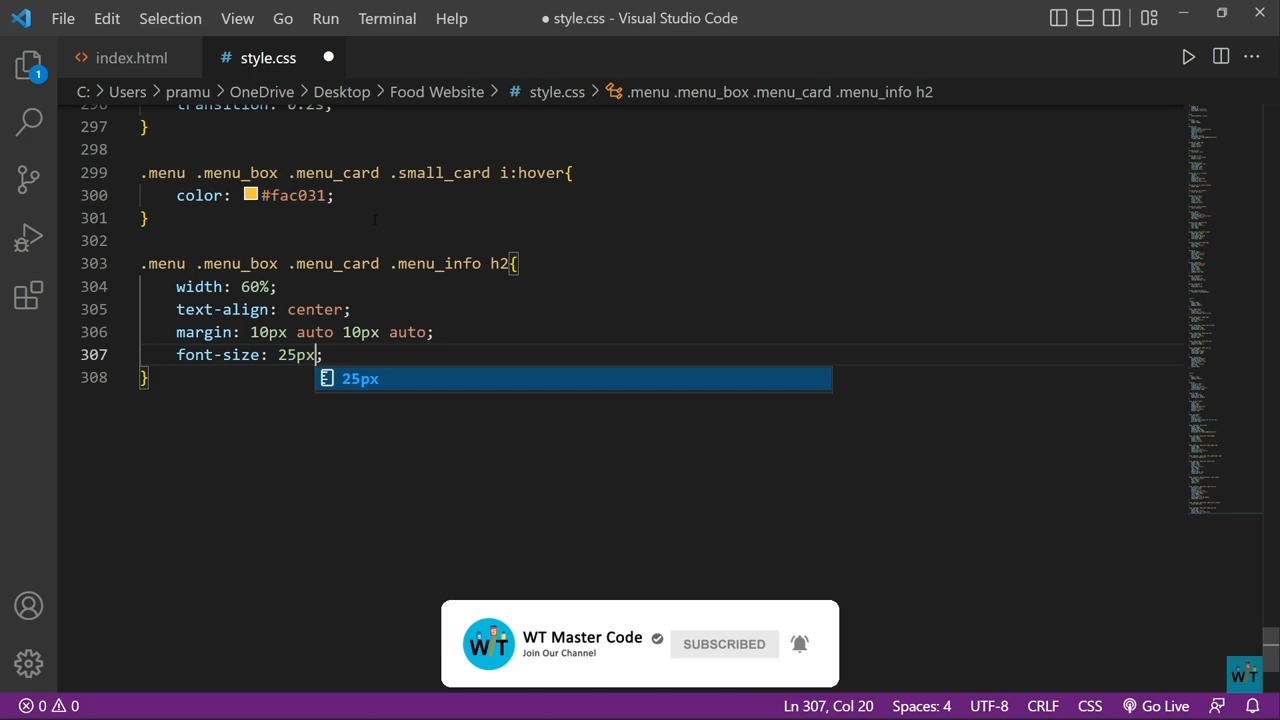 File Edit Selection View Go Run Terminal Help ● style.css - Visual Studio Code
<> index.html # style.css ●
C: > Users > pramu > OneDrive > Desktop > Food Website > # style.css > .menu .menu_box .menu_card .menu_info h2
1
296 transition: 0.2s;
297 }
298
299 .menu .menu_box .menu_card .small_card i:hover{
300 color: #fac031;
301 }
302
303 .menu .menu_box .menu_card .menu_info h2{
304 width: 60%;
305 text-align: center;
306 margin: 10px auto 10px auto;
307 font-size: 25px;
25px
308 }
WT Master Code
Join Our Channel
SUBSCRIBED
WT
WT
0 0 Ln 307, Col 20 Spaces: 4 UTF-8 CRLF CSS Go Live